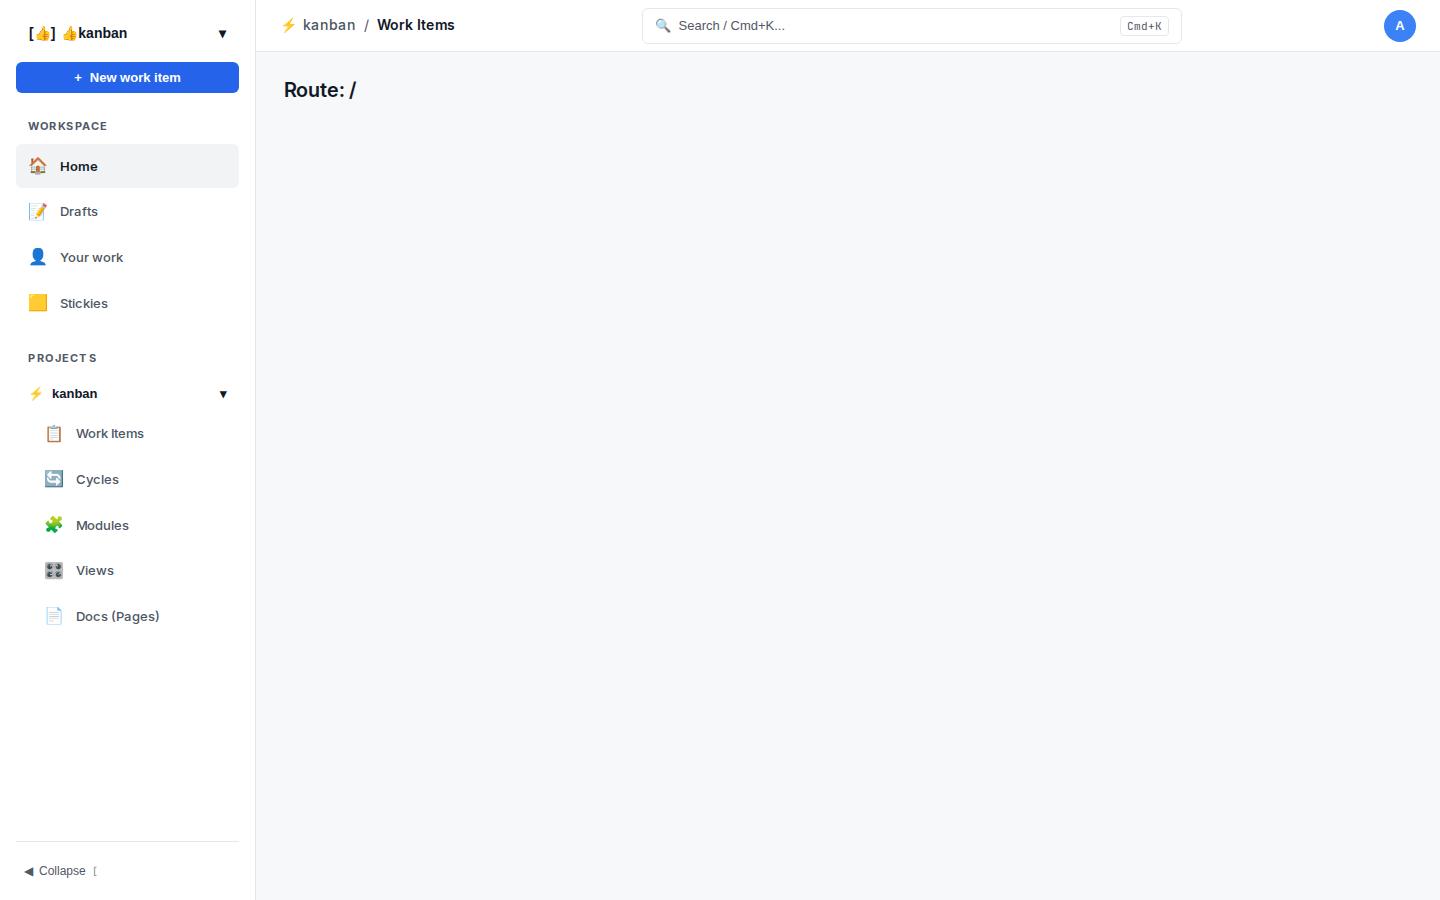 [👍] 👍kanban ▼
+ New work item
WORKSPACE
🏠 Home
📝 Drafts
👤 Your work
🟨 Stickies
PROJECTS
⚡ kanban ▼
📋 Work Items
🔄 Cycles
🧩 Modules
🎛️ Views
📄 Docs (Pages)
◀ Collapse [
⚡ kanban / Work Items
🔍 Search / Cmd+K... Cmd+K
A
Route: /